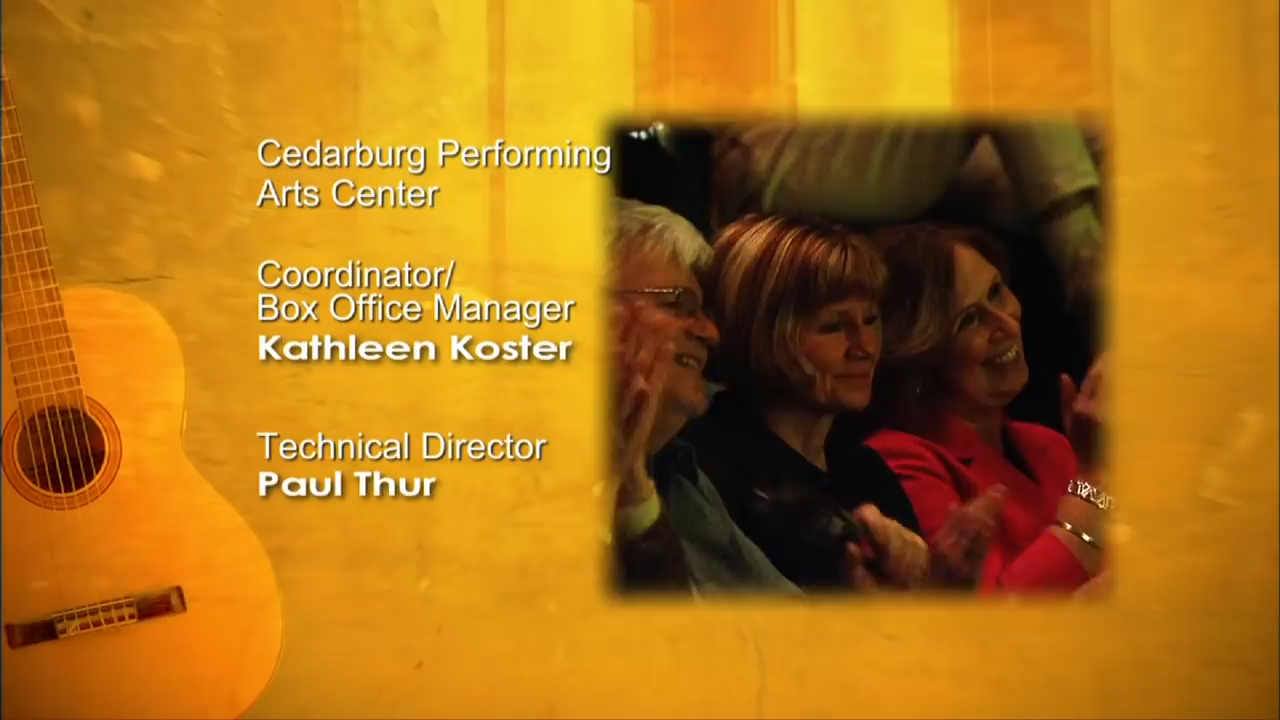 Cedarburg Performing
Arts Center
Coordinator/
Box Office Manager
Kathleen Koster
Technical Director
Paul Thur